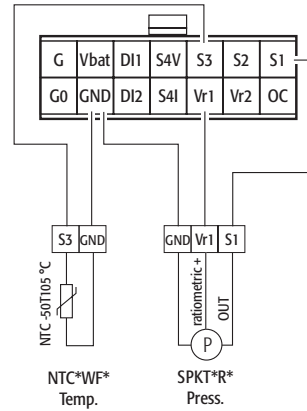 G Vbat DI1 S4V S3 S2 S1
G0 GND DI2 S4I Vr1 Vr2 OC
S3 GND
GND Vr1 S1
NTC -50T105 °C
ratiometric +
OUT
P
NTC*WF*
Temp.
SPKT*R*
Press.